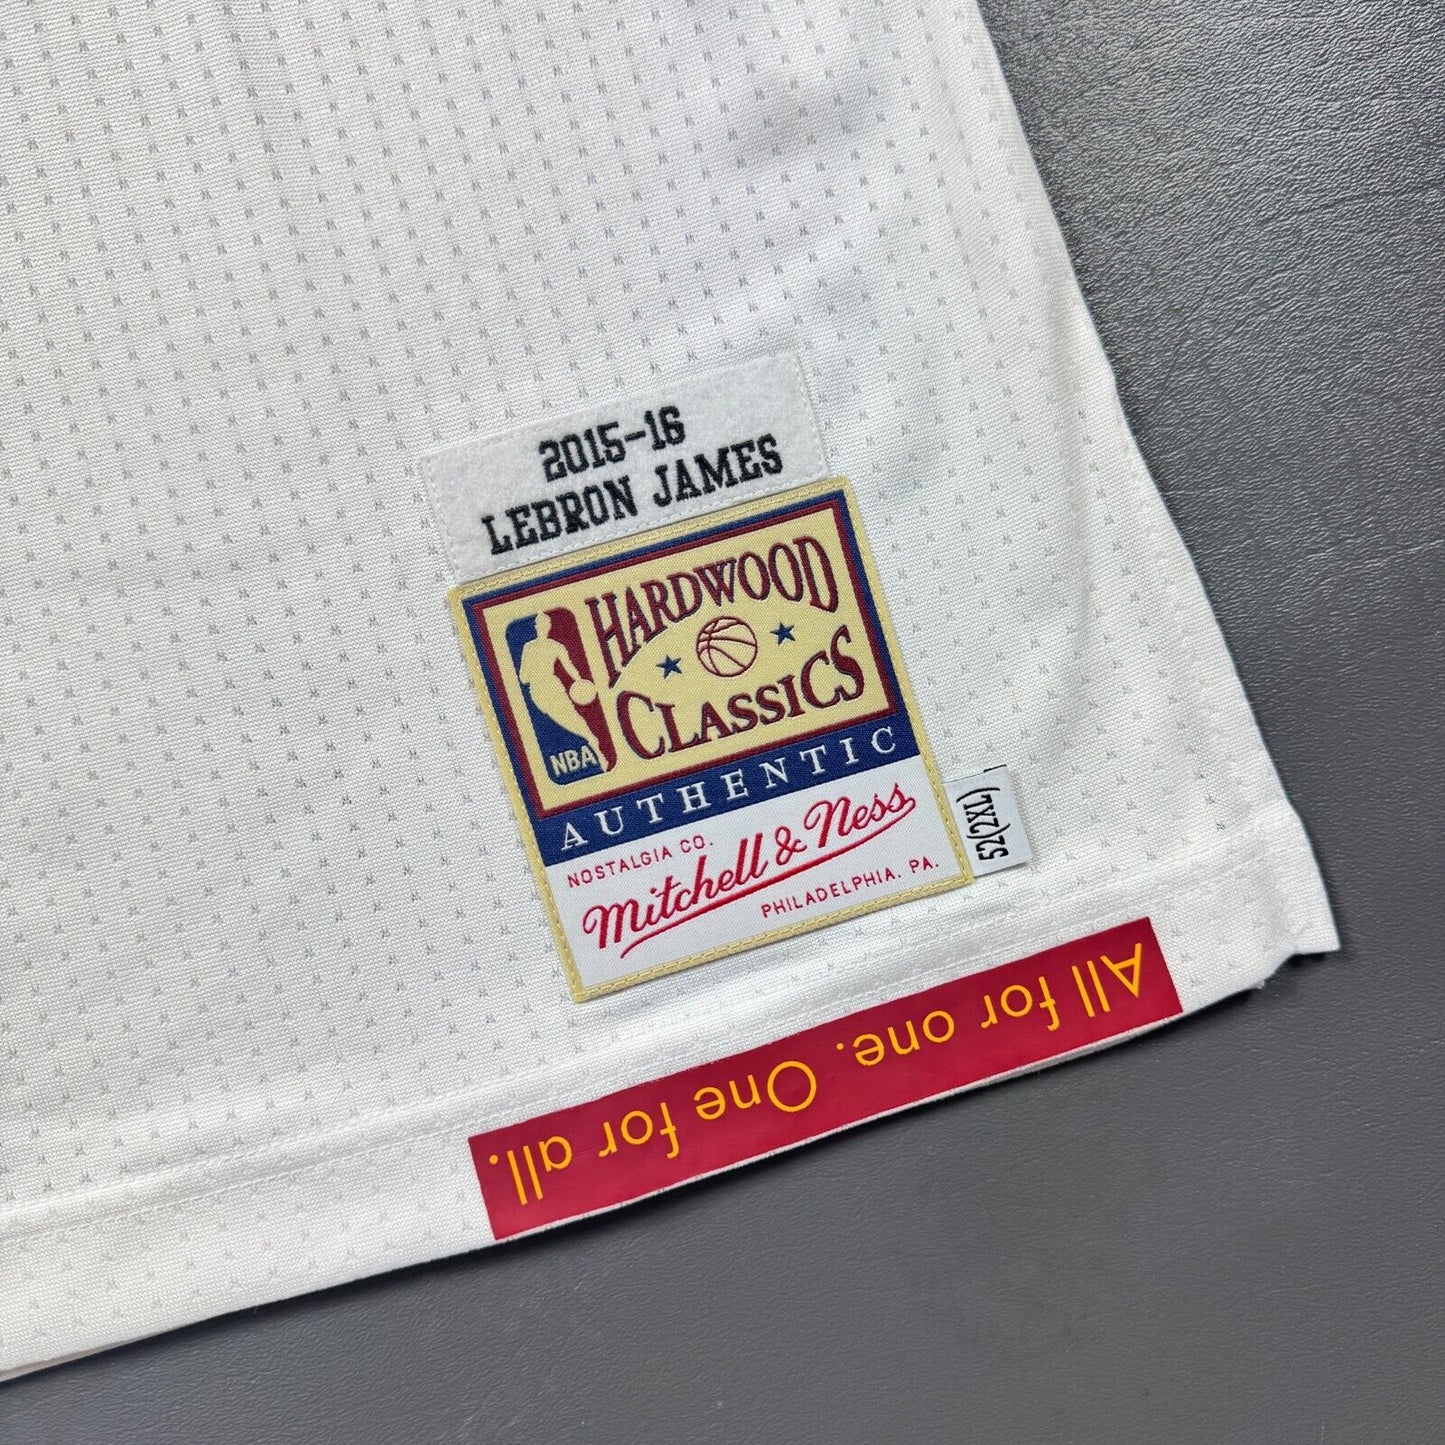 2015-16
LEBRON JAMES
HARDWOOD
CLASSICS
NBA
AUTHENTIC
NOSTALGIA CO.
Mitchell & Ness
PHILADELPHIA, PA.
52(2XL)
All for one. One for all.